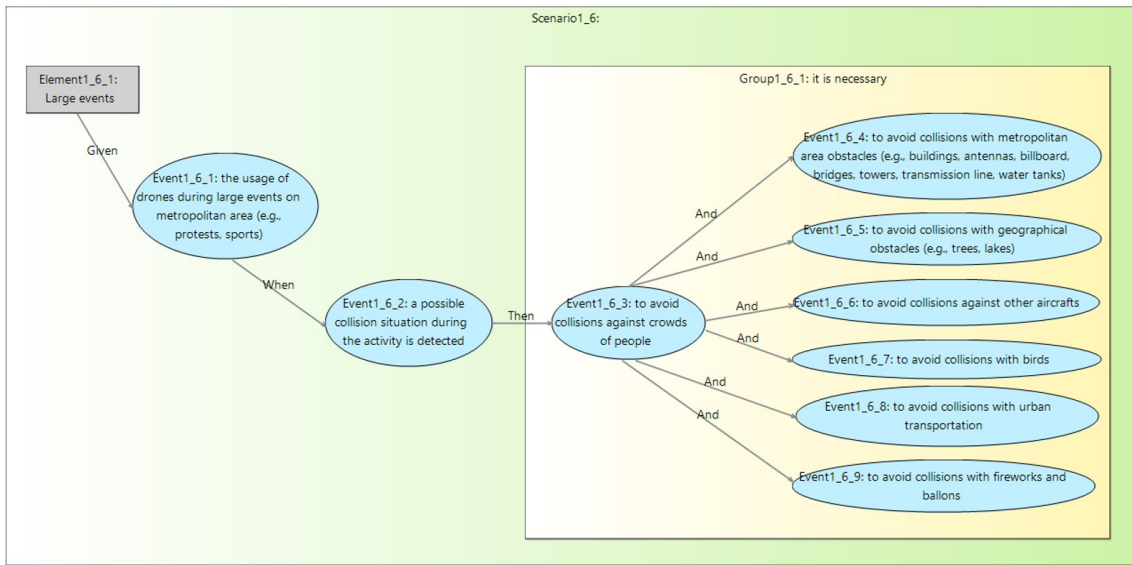 Scenario1_6:
Element1_6_1:
Large events
Given
Event1_6_1: the usage of
drones during large events on
metropolitan area (e.g.,
protests, sports)
When
Event1_6_2: a possible
collision situation during
the activity is detected
Then
Group1_6_1: it is necessary
Event1_6_3: to avoid
collisions against crowds
of people
And
Event1_6_4: to avoid collisions with metropolitan
area obstacles (e.g., buildings, antennas, billboard,
bridges, towers, transmission line, water tanks)
And
Event1_6_5: to avoid collisions with geographical
obstacles (e.g., trees, lakes)
And
Event1_6_6: to avoid collisions against other aircrafts
And
Event1_6_7: to avoid collisions with birds
And
Event1_6_8: to avoid collisions with urban
transportation
And
Event1_6_9: to avoid collisions with fireworks and
ballons